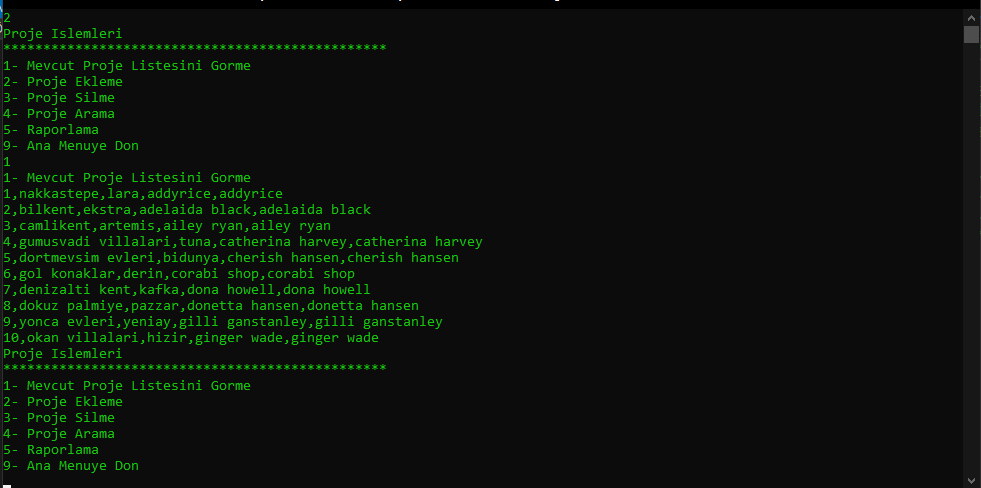 2
Proje Islemleri
************************************************
1- Mevcut Proje Listesini Gorme
2- Proje Ekleme
3- Proje Silme
4- Proje Arama
5- Raporlama
9- Ana Menuye Don
1
1- Mevcut Proje Listesini Gorme
1,nakkastepe,lara,addyrice,addyrice
2,bilkent,ekstra,adelaida black,adelaida black
3,camlikent,artemis,ailey ryan,ailey ryan
4,gumusvadi villalari,tuna,catherina harvey,catherina harvey
5,dortmevsim evleri,bidunya,cherish hansen,cherish hansen
6,gol konaklar,derin,corabi shop,corabi shop
7,denizalti kent,kafka,dona howell,dona howell
8,dokuz palmiye,pazzar,donetta hansen,donetta hansen
9,yonca evleri,yeniay,gilli ganstanley,gilli ganstanley
10,okan villalari,hizir,ginger wade,ginger wade
Proje Islemleri
************************************************
1- Mevcut Proje Listesini Gorme
2- Proje Ekleme
3- Proje Silme
4- Proje Arama
5- Raporlama
9- Ana Menuye Don